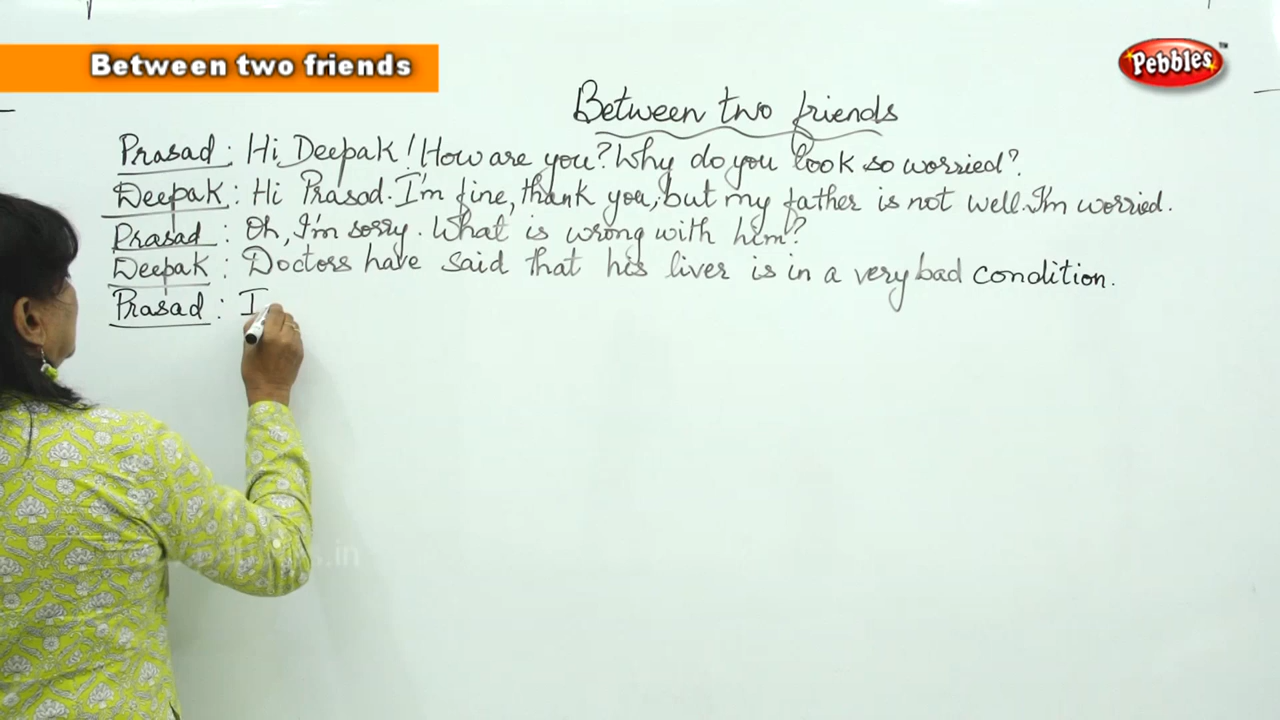 Between two friends
Pebbles™
Between two friends
Prasad : Hi Deepak! How are you? Why do you look so worried?
Deepak : Hi Prasad. I'm fine, thank you, but my father is not well. I'm worried.
Prasad : Oh, I'm sorry. What is wrong with him?
Deepak : Doctors have said that his liver is in a very bad condition.
Prasad : I